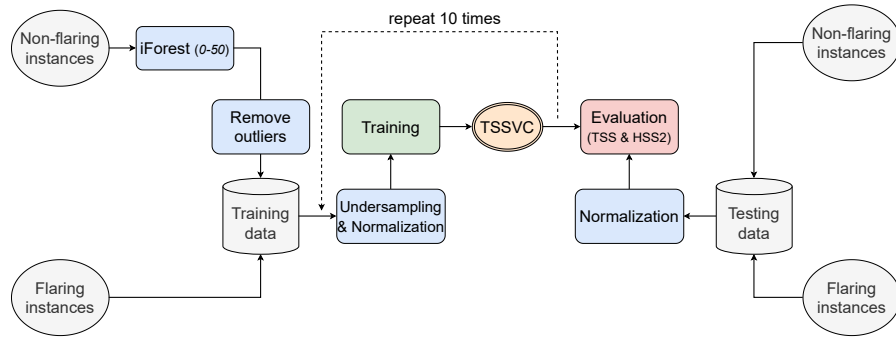 repeat 10 times
Non-flaring
instances
iForest (0-50)
Non-flaring
instances
Remove
outliers
Training
TSSVC
Evaluation
(TSS & HSS2)
Training
data
Undersampling
& Normalization
Normalization
Testing
data
Flaring
instances
Flaring
instances